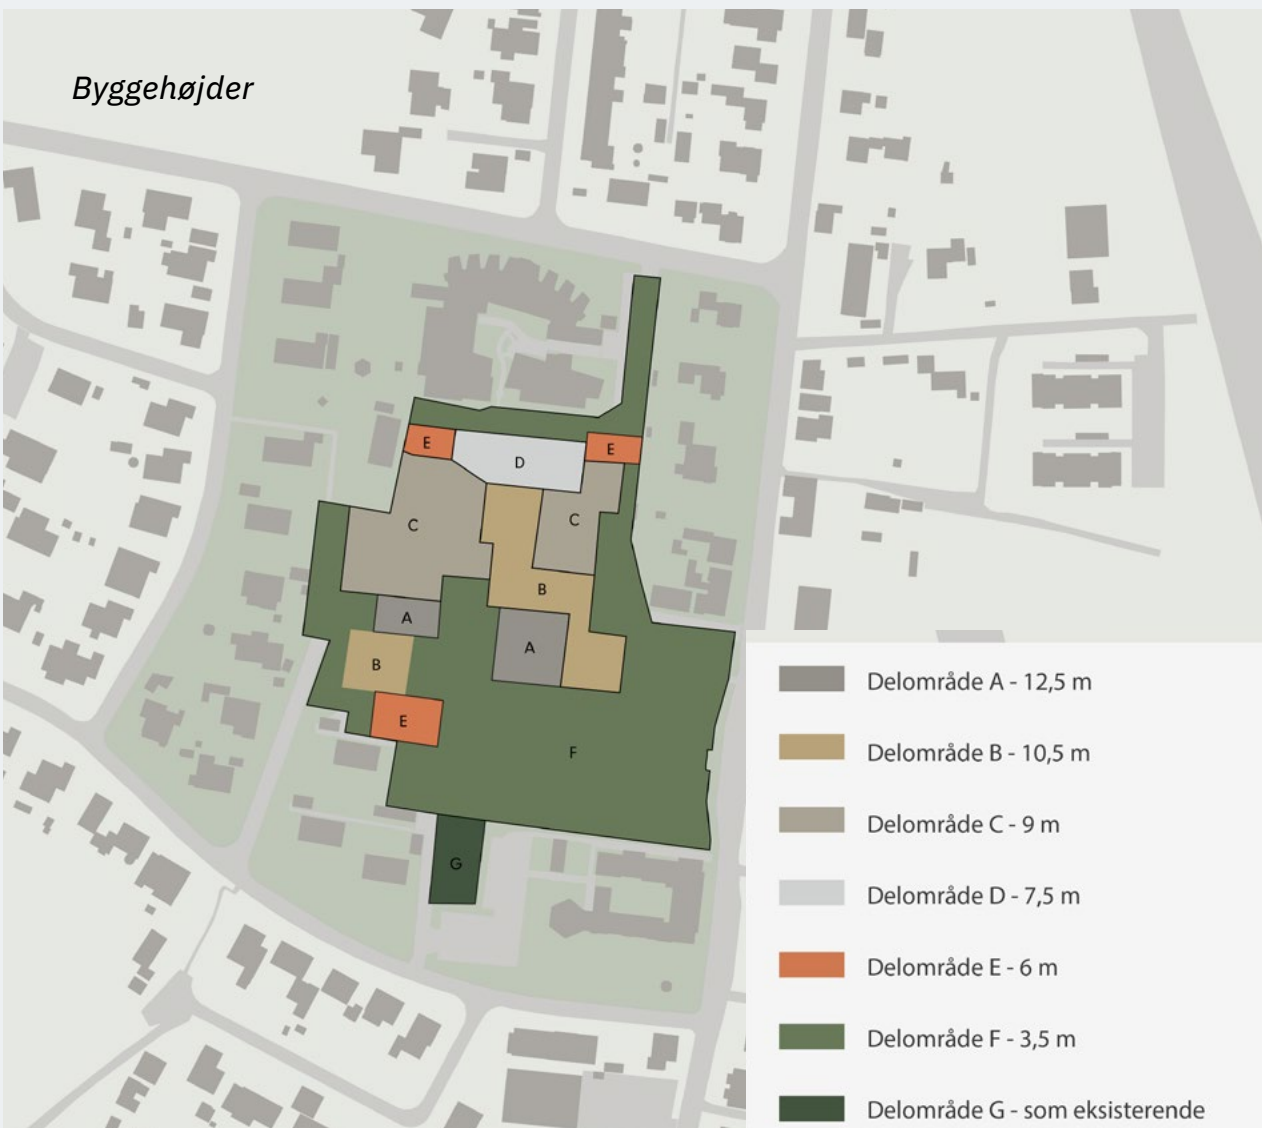 Byggehøjder
E
E
D
C
C
B
A
A
B
E
F
G
Delområde A - 12,5 m
Delområde B - 10,5 m
Delområde C - 9 m
Delområde D - 7,5 m
Delområde E - 6 m
Delområde F - 3,5 m
Delområde G - som eksisterende